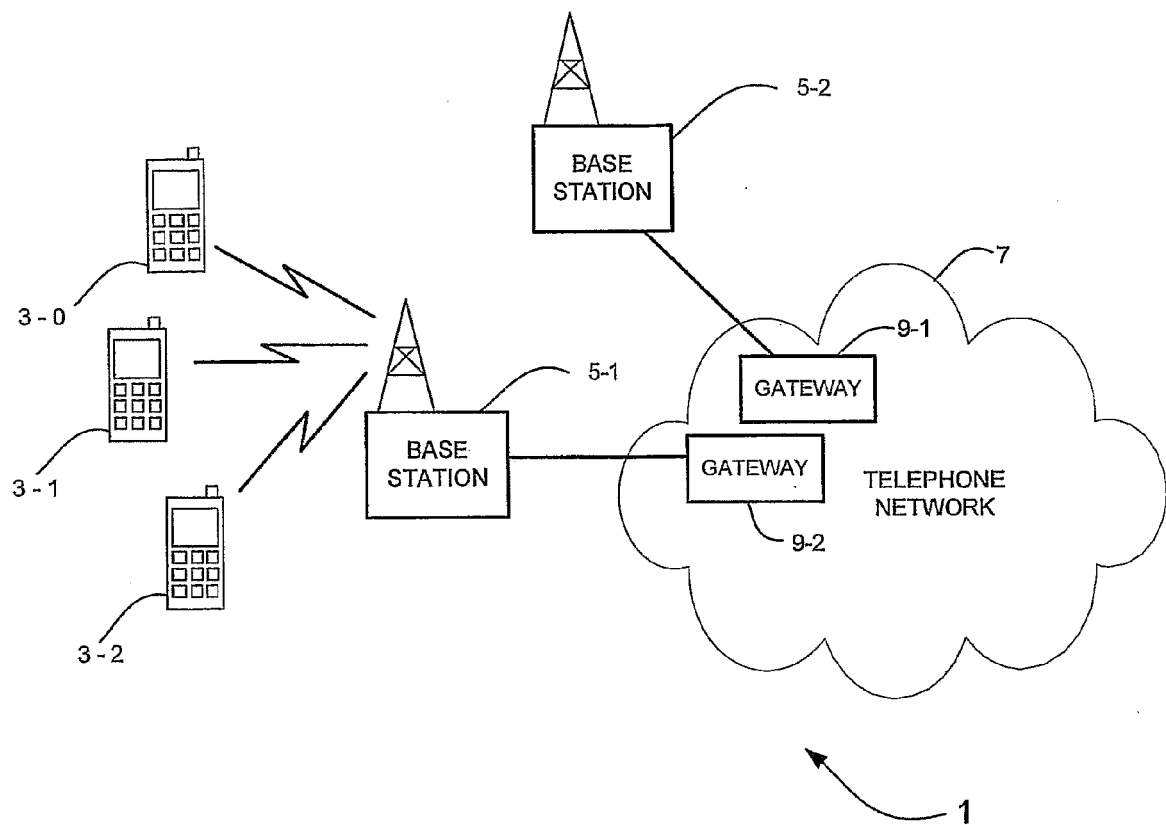 5-2
BASE
STATION
3-0
7
9-1
GATEWAY
5-1
BASE
STATION
3-1
GATEWAY
TELEPHONE
NETWORK
9-2
3-2
1